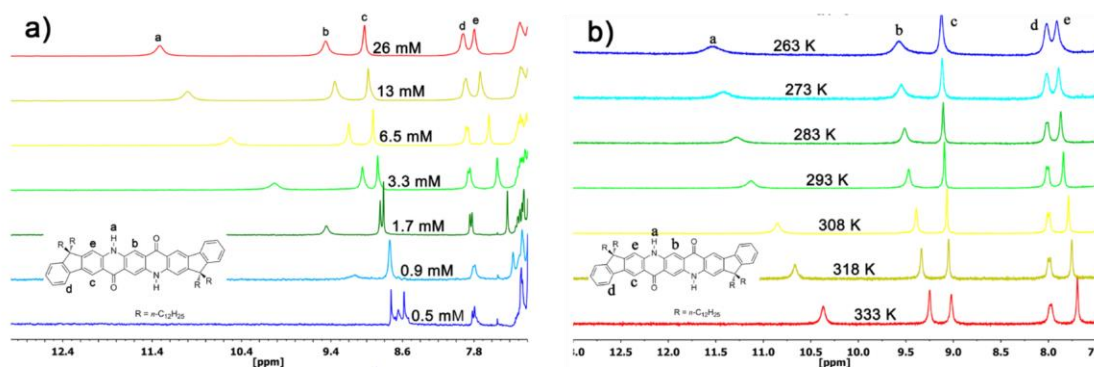 a)
a
b
c
d
e
26 mM
13 mM
6.5 mM
3.3 mM
1.7 mM
0.9 mM
0.5 mM
a
H
R
R
e
N
b
O
d
c
O
N
H
R
R
R = n-C12H25
12.4 11.4 10.4 9.4 8.6 7.8
[ppm]
b)
a
b
c
d
e
263 K
273 K
283 K
293 K
308 K
318 K
333 K
a
H
R
R
e
N
b
O
d
c
O
N
H
R
R
R = n-C12H25
12.5 12.0 11.5 11.0 10.5 10.0 9.5 9.0 8.5 8.0 7.5
[ppm]